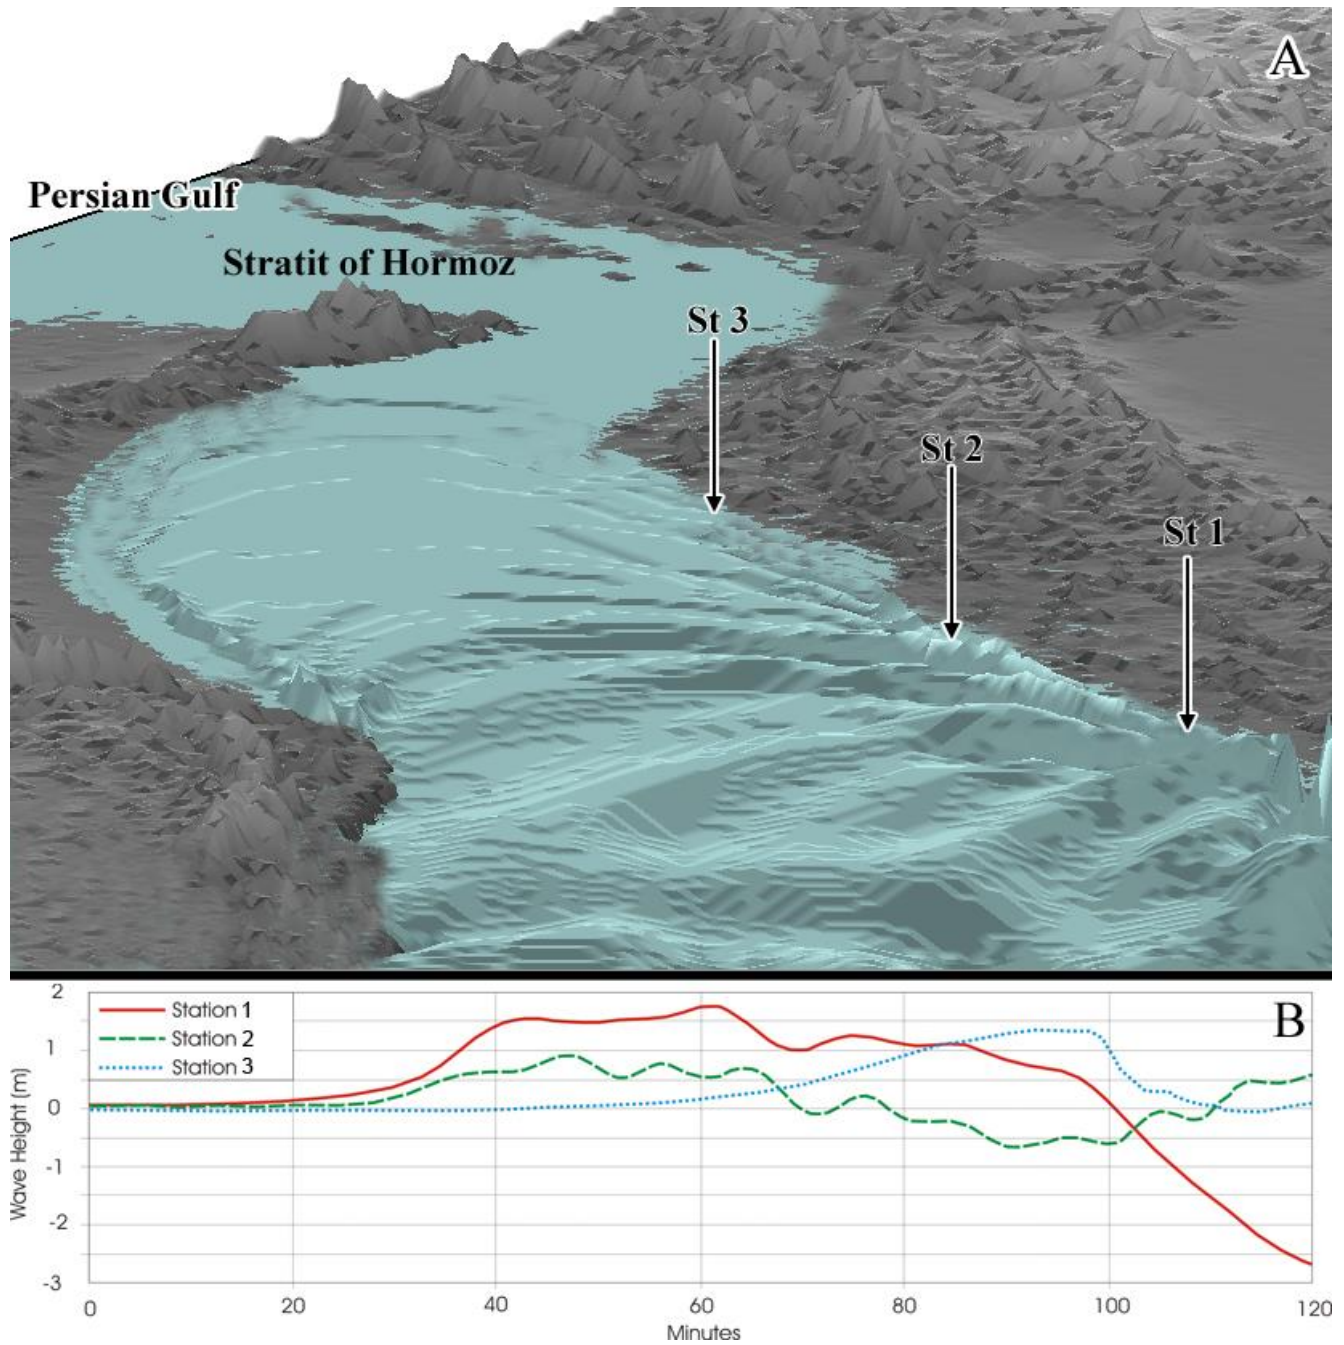 A
Persian Gulf
Stratit of Hormoz
St 3
St 2
St 1
B
Station 1
Station 2
Station 3
2
1
0
-1
-2
-3
Wave Height (m)
0 20 40 60 80 100 120
Minutes